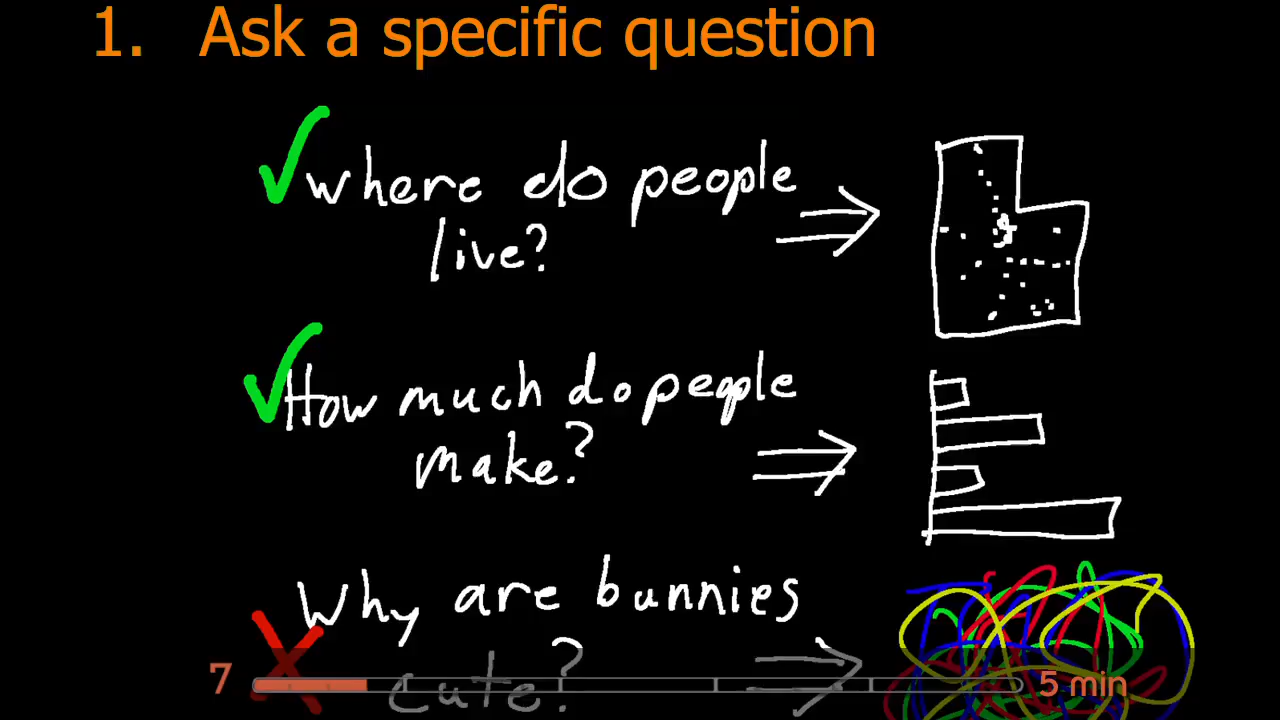 1. Ask a specific question
where do people
live?
How much do people
make?
Why are bunnies
cute?
7 5 min